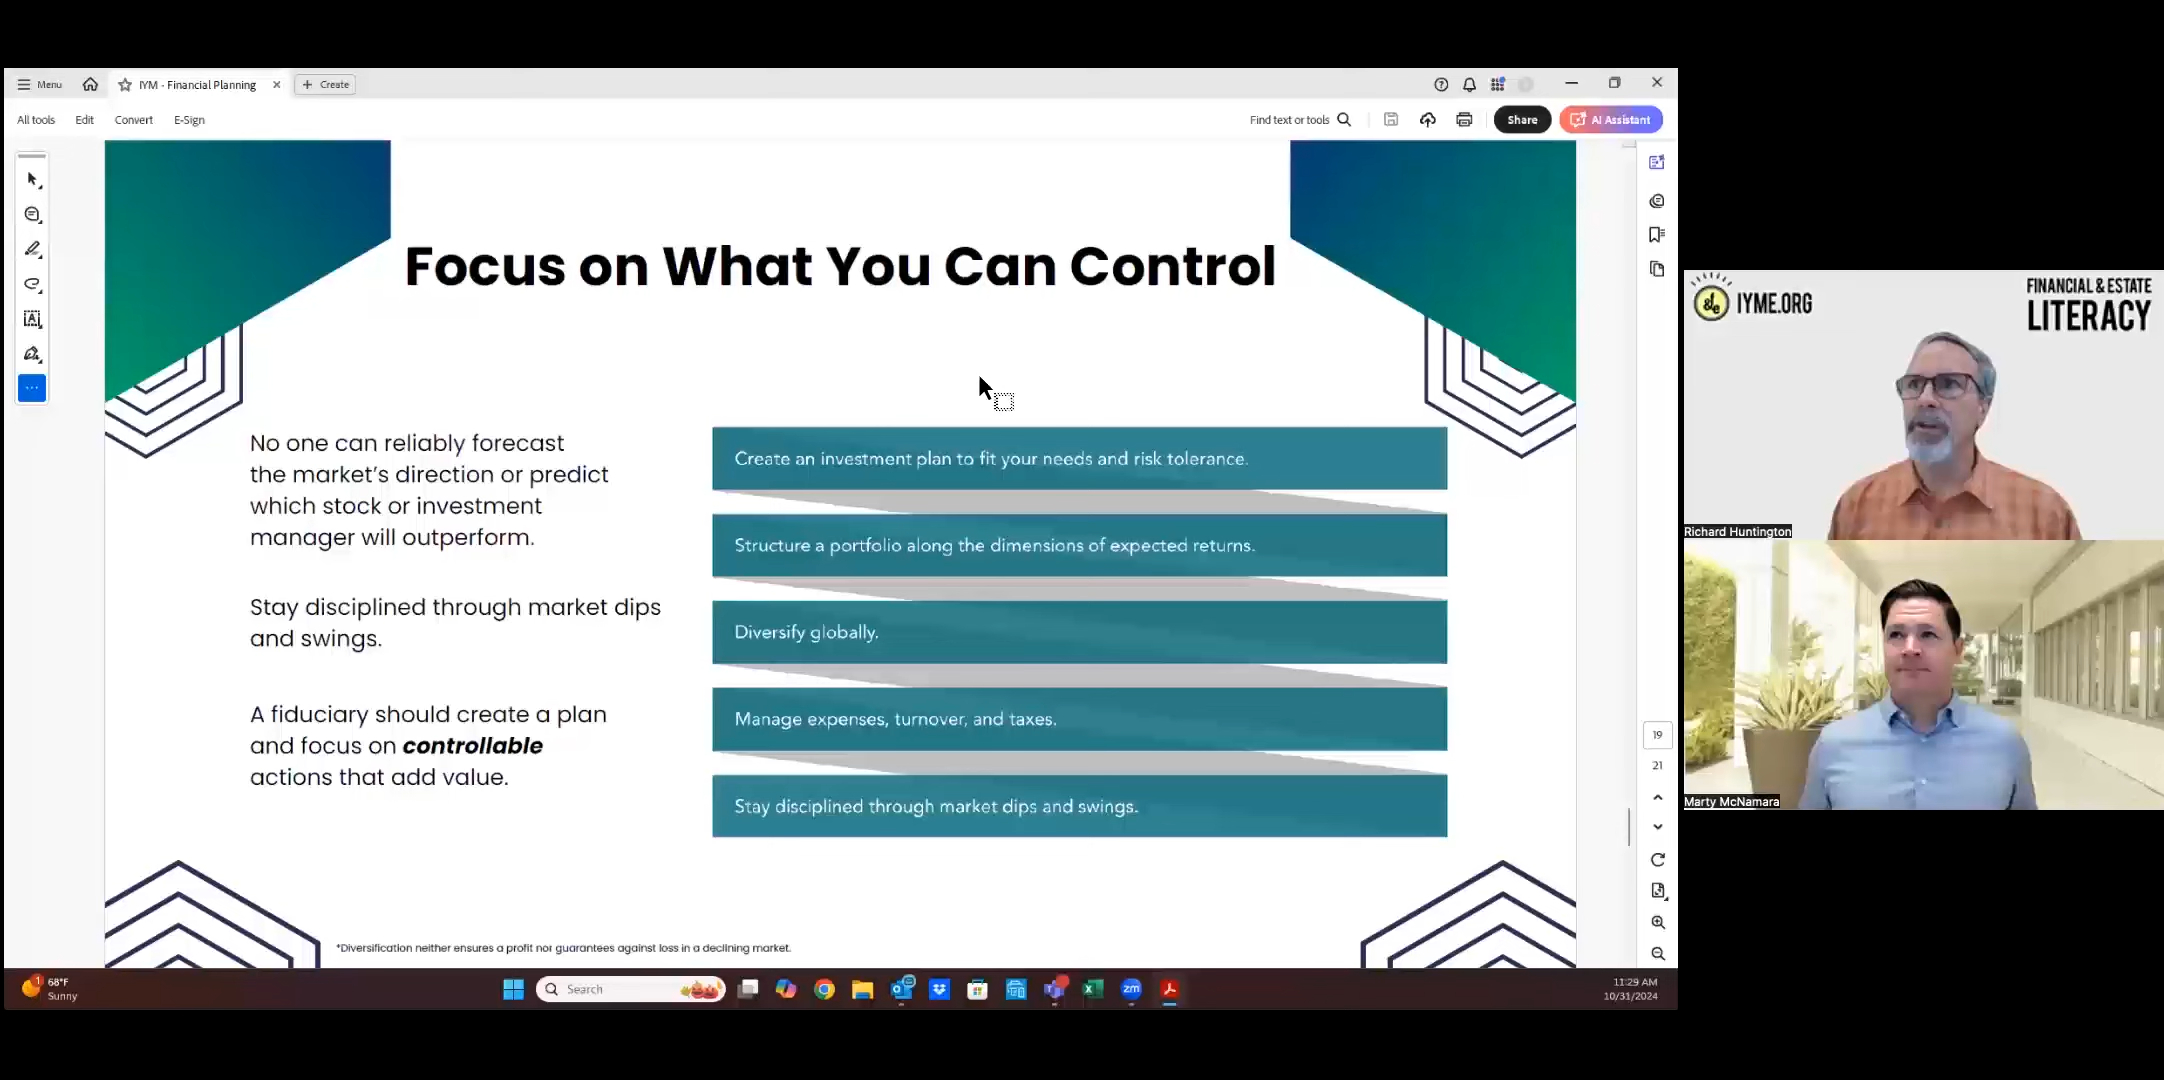 Menu
IYM - Financial Planning
Create
All tools
Edit
Convert
E-Sign
Find text or tools
Share
AI Assistant
Focus on What You Can Control
No one can reliably forecast
the market's direction or predict
which stock or investment
manager will outperform.
Stay disciplined through market dips
and swings.
A fiduciary should create a plan
and focus on controllable
actions that add value.
Create an investment plan to fit your needs and risk tolerance.
Structure a portfolio along the dimensions of expected returns.
Diversify globally.
Manage expenses, turnover, and taxes.
Stay disciplined through market dips and swings.
*Diversification neither ensures a profit nor guarantees against loss in a declining market.
19
21
IYME.ORG
FINANCIAL & ESTATE
LITERACY
Richard Huntington
Marty McNamara
1
68°F
Sunny
Search
zm
11:29 AM
10/31/2024